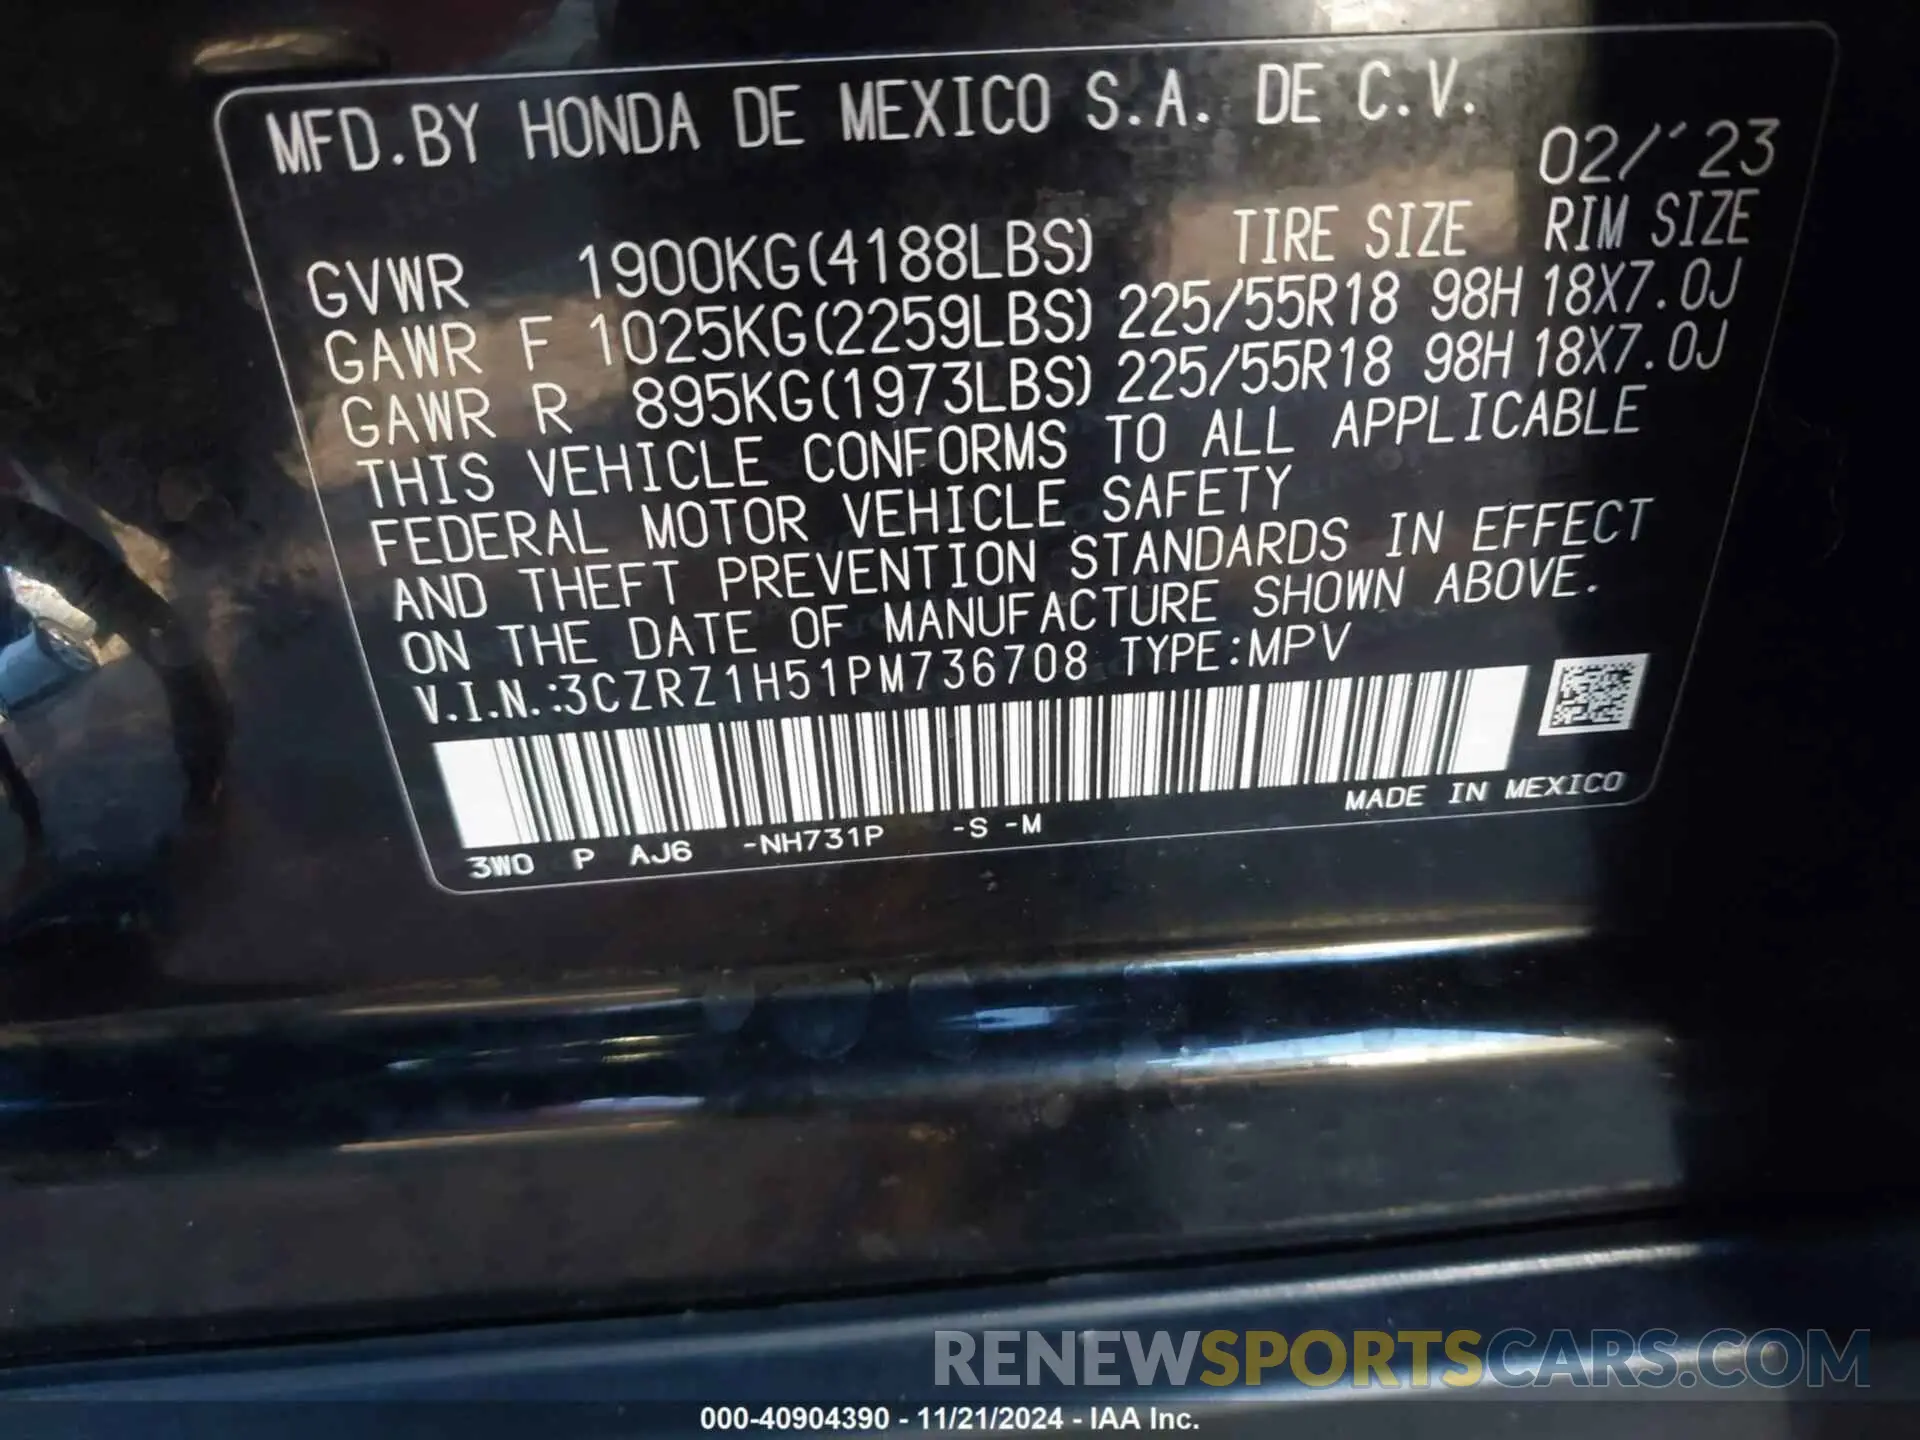 MFD.BY HONDA DE MEXICO S.A. DE C.V.
02/´23
GVWR 1900KG(4188LBS) TIRE SIZE RIM SIZE
GAWR F 1025KG(2259LBS) 225/55R18 98H 18X7.0J
GAWR R 895KG(1973LBS) 225/55R18 98H 18X7.0J
THIS VEHICLE CONFORMS TO ALL APPLICABLE
FEDERAL MOTOR VEHICLE SAFETY
AND THEFT PREVENTION STANDARDS IN EFFECT
ON THE DATE OF MANUFACTURE SHOWN ABOVE.
V.I.N.:3CZRZ1H51PM736708 TYPE:MPV
MADE IN MEXICO
3W0 P AJ6 -NH731P -S -M
RENEWSPORTSCARS.COM
000-40904390 - 11/21/2024 - IAA Inc.